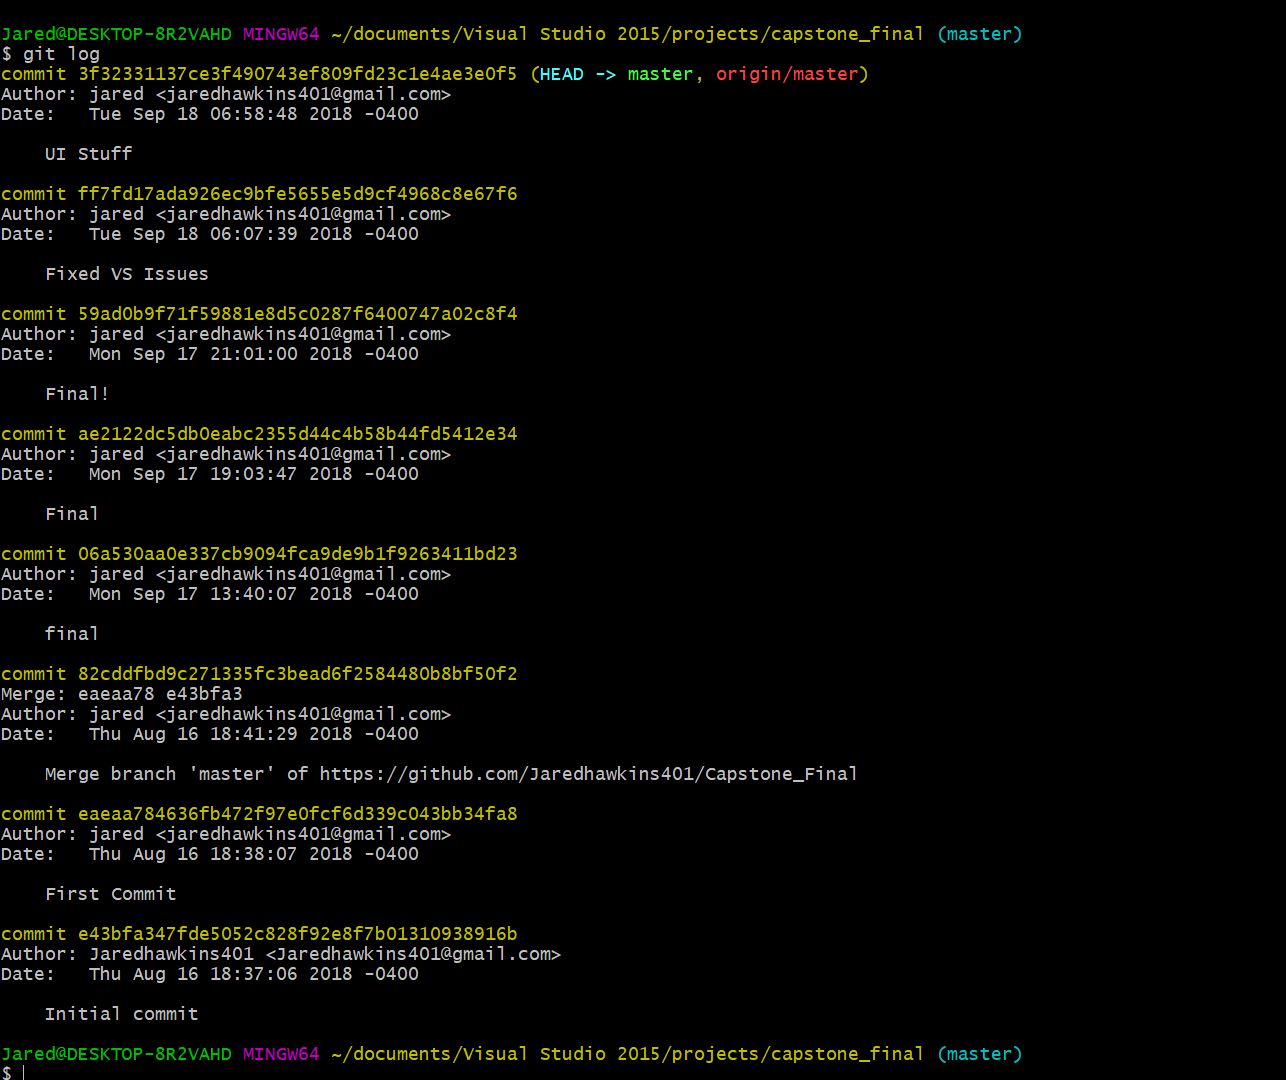 Jared@DESKTOP-8R2VAHD MINGW64 ~/documents/Visual Studio 2015/projects/capstone_final (master)
$ git log
commit 3f32331137ce3f490743ef809fd23c1e4ae3e0f5 (HEAD -> master, origin/master)
Author: jared <jaredhawkins401@gmail.com>
Date:   Tue Sep 18 06:58:48 2018 -0400
    UI Stuff
commit ff7fd17ada926ec9bfe5655e5d9cf4968c8e67f6
Author: jared <jaredhawkins401@gmail.com>
Date:   Tue Sep 18 06:07:39 2018 -0400
    Fixed VS Issues
commit 59ad0b9f71f59881e8d5c0287f6400747a02c8f4
Author: jared <jaredhawkins401@gmail.com>
Date:   Mon Sep 17 21:01:00 2018 -0400
    Final!
commit ae2122dc5db0eabc2355d44c4b58b44fd5412e34
Author: jared <jaredhawkins401@gmail.com>
Date:   Mon Sep 17 19:03:47 2018 -0400
    Final
commit 06a530aa0e337cb9094fca9de9b1f9263411bd23
Author: jared <jaredhawkins401@gmail.com>
Date:   Mon Sep 17 13:40:07 2018 -0400
    final
commit 82cddfbd9c271335fc3bead6f2584480b8bf50f2
Merge: eaeaa78 e43bfa3
Author: jared <jaredhawkins401@gmail.com>
Date:   Thu Aug 16 18:41:29 2018 -0400
    Merge branch 'master' of https://github.com/Jaredhawkins401/Capstone_Final
commit eaeaa784636fb472f97e0fcf6d339c043bb34fa8
Author: jared <jaredhawkins401@gmail.com>
Date:   Thu Aug 16 18:38:07 2018 -0400
    First Commit
commit e43bfa347fde5052c828f92e8f7b01310938916b
Author: Jaredhawkins401 <Jaredhawkins401@gmail.com>
Date:   Thu Aug 16 18:37:06 2018 -0400
    Initial commit
Jared@DESKTOP-8R2VAHD MINGW64 ~/documents/Visual Studio 2015/projects/capstone_final (master)
$